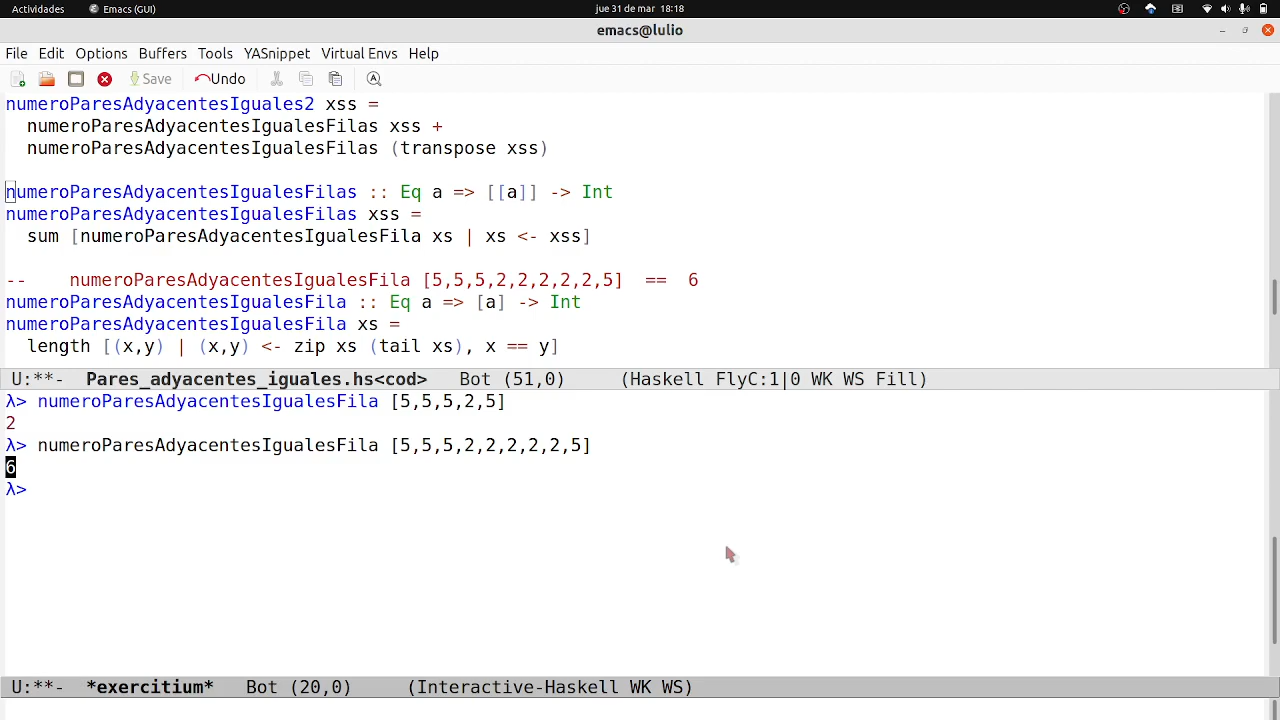 Actividades Emacs (GUI) jue 31 de mar 18:18
emacs@lulio
File Edit Options Buffers Tools YASnippet Virtual Envs Help
Save Undo
numeroParesAdyacentesIguales2 xss =
  numeroParesAdyacentesIgualesFilas xss +
  numeroParesAdyacentesIgualesFilas (transpose xss)
numeroParesAdyacentesIgualesFilas :: Eq a => [[a]] -> Int
numeroParesAdyacentesIgualesFilas xss =
  sum [numeroParesAdyacentesIgualesFila xs | xs <- xss]
--    numeroParesAdyacentesIgualesFila [5,5,5,2,2,2,2,2,5]  ==  6
numeroParesAdyacentesIgualesFila :: Eq a => [a] -> Int
numeroParesAdyacentesIgualesFila xs =
  length [(x,y) | (x,y) <- zip xs (tail xs), x == y]
U:**-  Pares_adyacentes_iguales.hs<cod>   Bot (51,0)     (Haskell FlyC:1|0 WK WS Fill)
λ> numeroParesAdyacentesIgualesFila [5,5,5,2,5]
2
λ> numeroParesAdyacentesIgualesFila [5,5,5,2,2,2,2,2,5]
6
λ>
U:**-  *exercitium*   Bot (20,0)     (Interactive-Haskell WK WS)